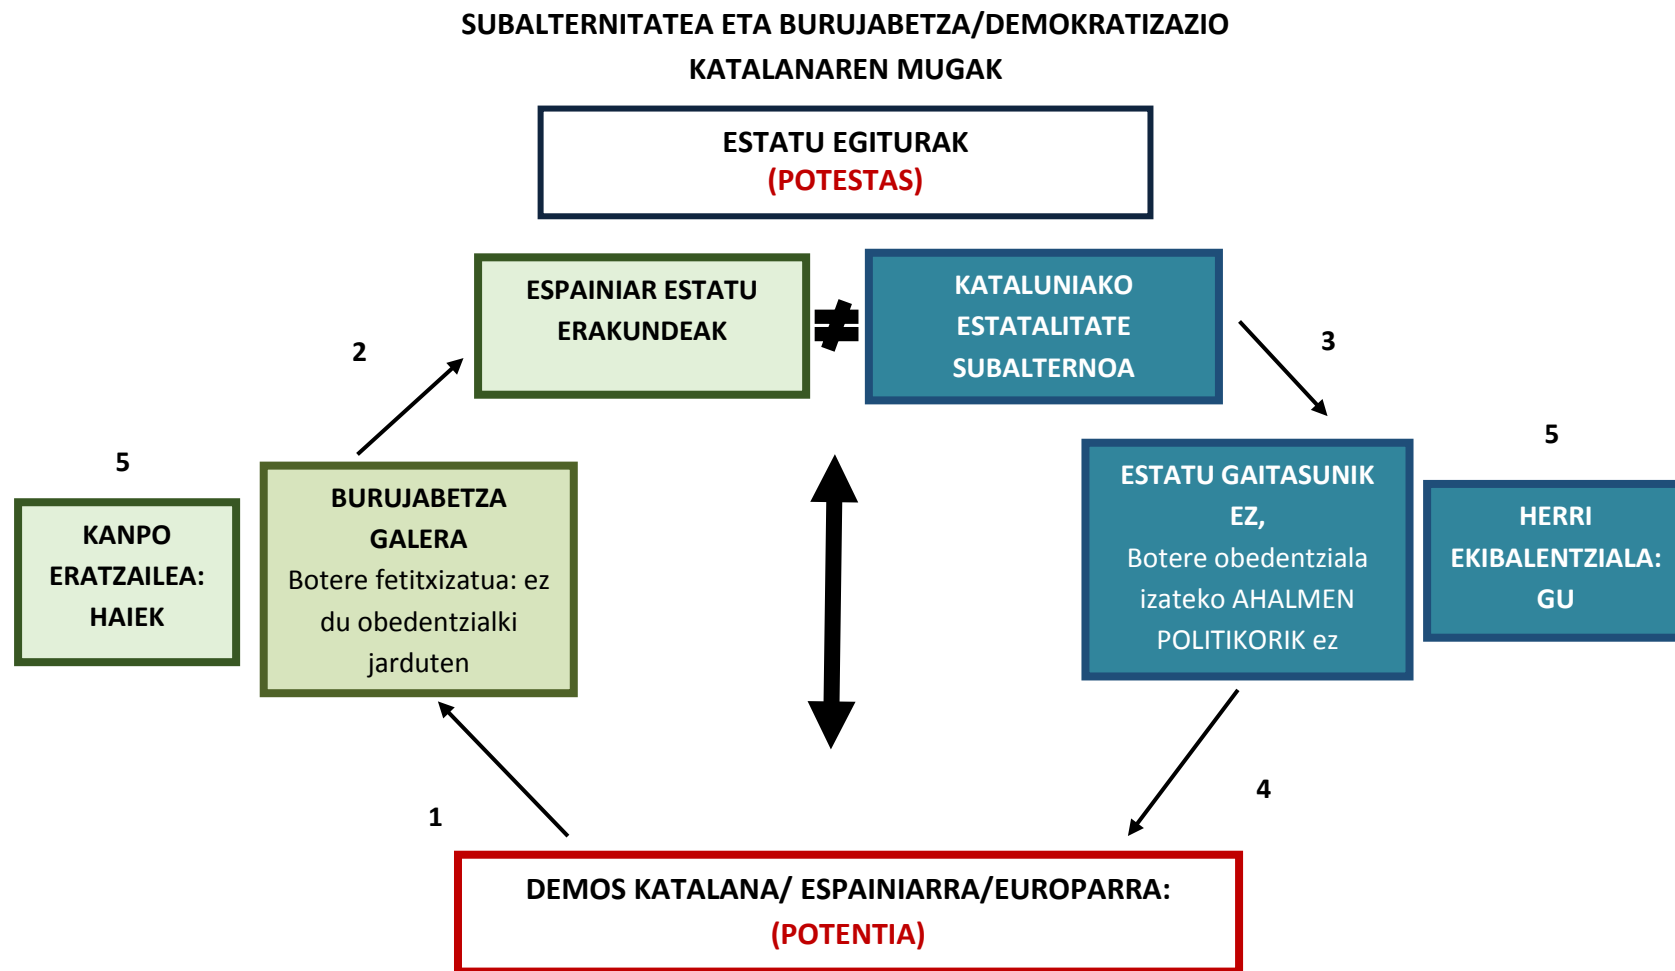 SUBALTERNITATEA ETA BURUJABETZA/DEMOKRATIZAZIO
KATALANAREN MUGAK
ESTATU EGITURAK
(POTESTAS)
ESPAINIAR ESTATU
ERAKUNDEAK
≠
KATALUNIAKO
ESTATALITATE
SUBALTERNOA
2
3
5
KANPO
ERATZAILEA:
HAIEK
BURUJABETZA
GALERA
Botere fetitxizatua: ez
du obedentzialki
jarduten
ESTATU GAITASUNIK
EZ,
Botere obedentziala
izateko AHALMEN
POLITIKORIK ez
5
HERRI
EKIBALENTZIALA:
GU
1
4
DEMOS KATALANA/ ESPAINIARRA/EUROPARRA:
(POTENTIA)